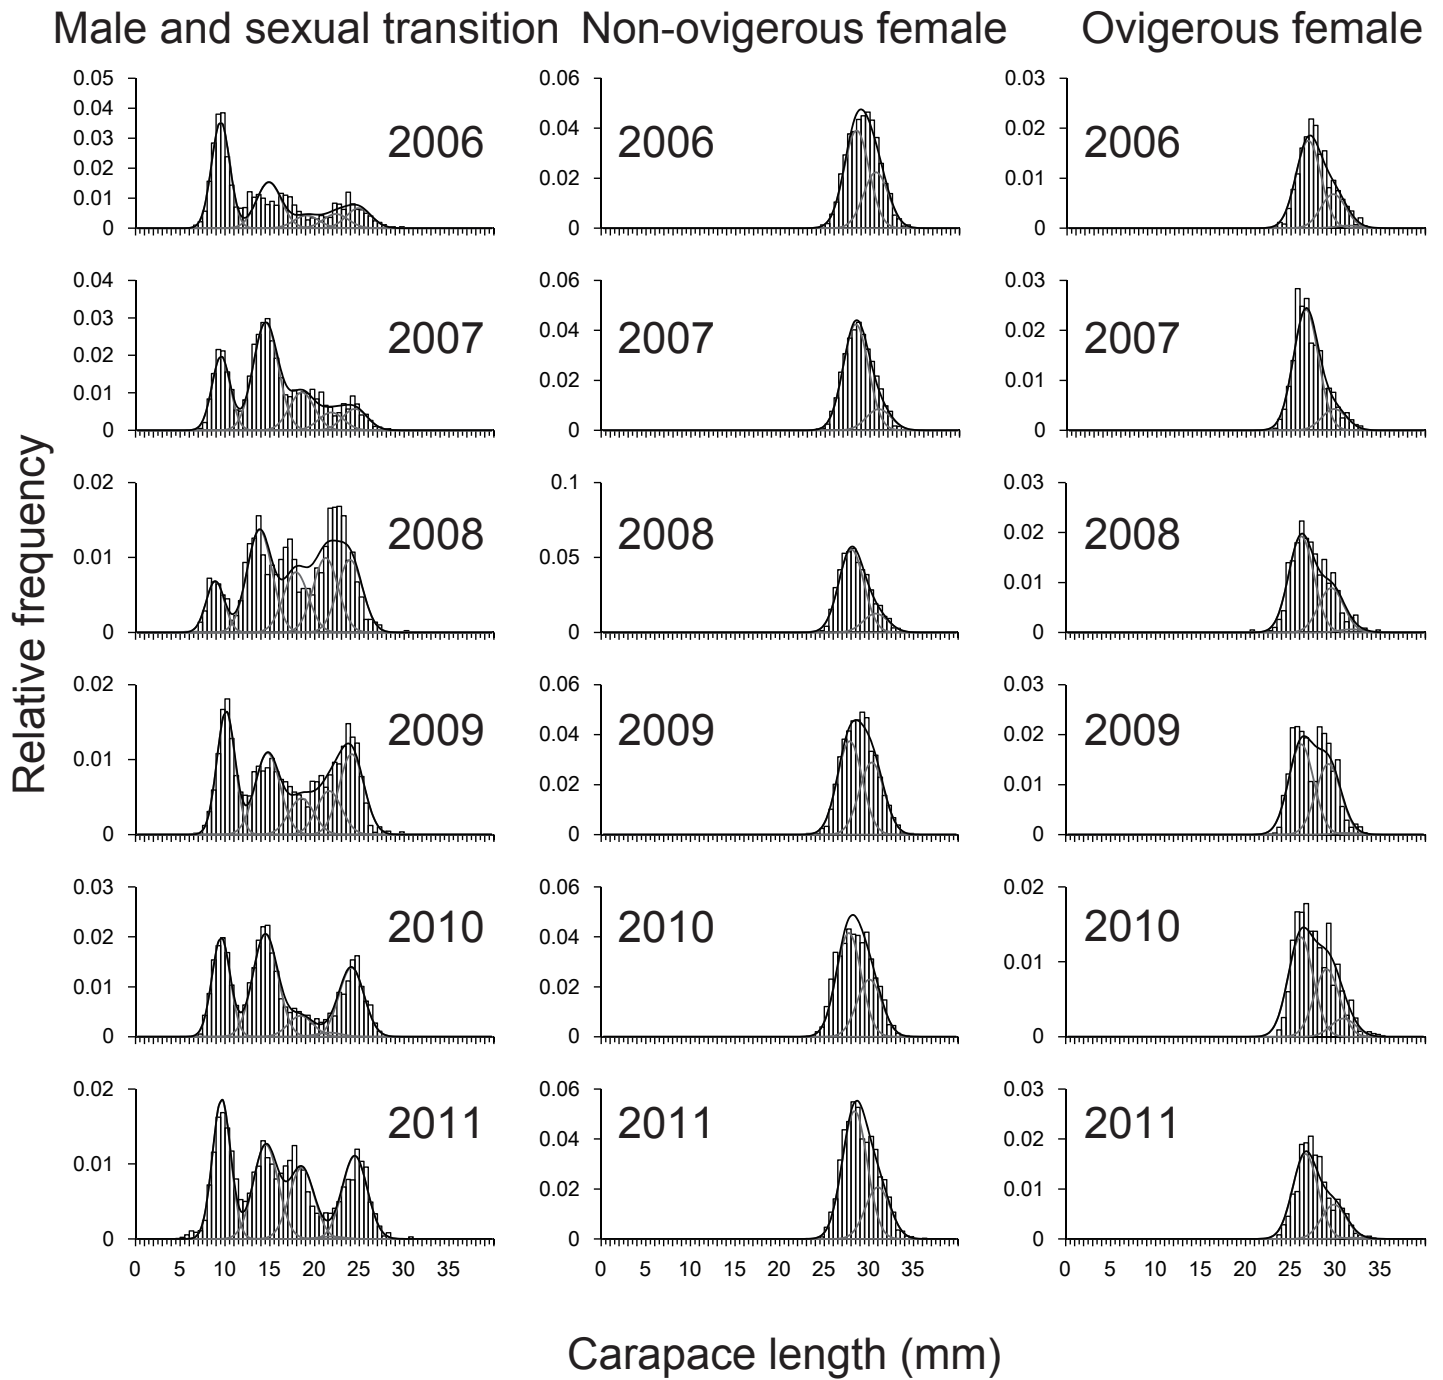 Male and sexual transition Non-ovigerous female Ovigerous female
0.05 0.06 0.03
0.04
0.03 0.04 0.02
0.02
0.02 0.01
0.01
0 0 0
2006 2006 2006
0.04 0.06 0.03
0.03
0.04 0.02
0.02
0.02 0.01
0.01
0 0 0
2007 2007 2007
0.02 0.1 0.03
0.02
0.01 0.05
0.01
0 0 0
2008 2008 2008
0.02 0.06 0.03
0.04 0.02
0.01
0.02 0.01
0 0 0
2009 2009 2009
0.03 0.06 0.02
0.02 0.04
0.01
0.01 0.02
0 0 0
2010 2010 2010
0.02 0.06 0.03
0.04 0.02
0.01
0.02 0.01
0 0 0
2011 2011 2011
0 5 10 15 20 25 30 35 0 5 10 15 20 25 30 35 0 5 10 15 20 25 30 35
Relative frequency
Carapace length (mm)